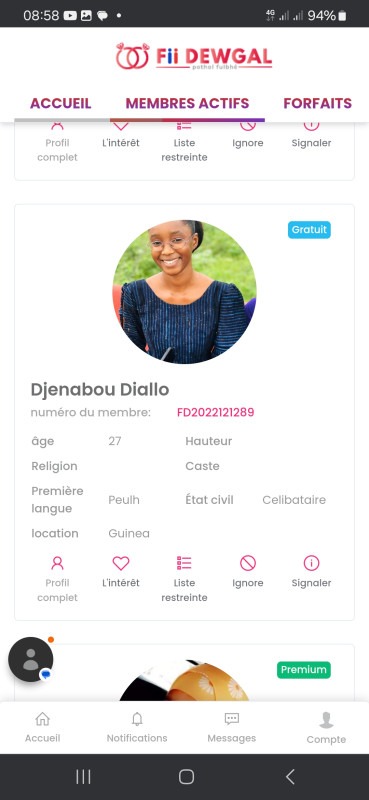 08:58
4G
94%
Fii DEWGAL
pothal fulbhé
ACCUEIL MEMBRES ACTIFS FORFAITS
Profil complet
L'intérêt
Liste restreinte
Ignore
Signaler
Gratuit
Djenabou Diallo
numéro du membre: FD2022121289
âge 27 Hauteur
Religion Caste
Première langue Peulh État civil Celibataire
location Guinea
Profil complet
L'intérêt
Liste restreinte
Ignore
Signaler
Premium
Accueil Notifications Messages Compte